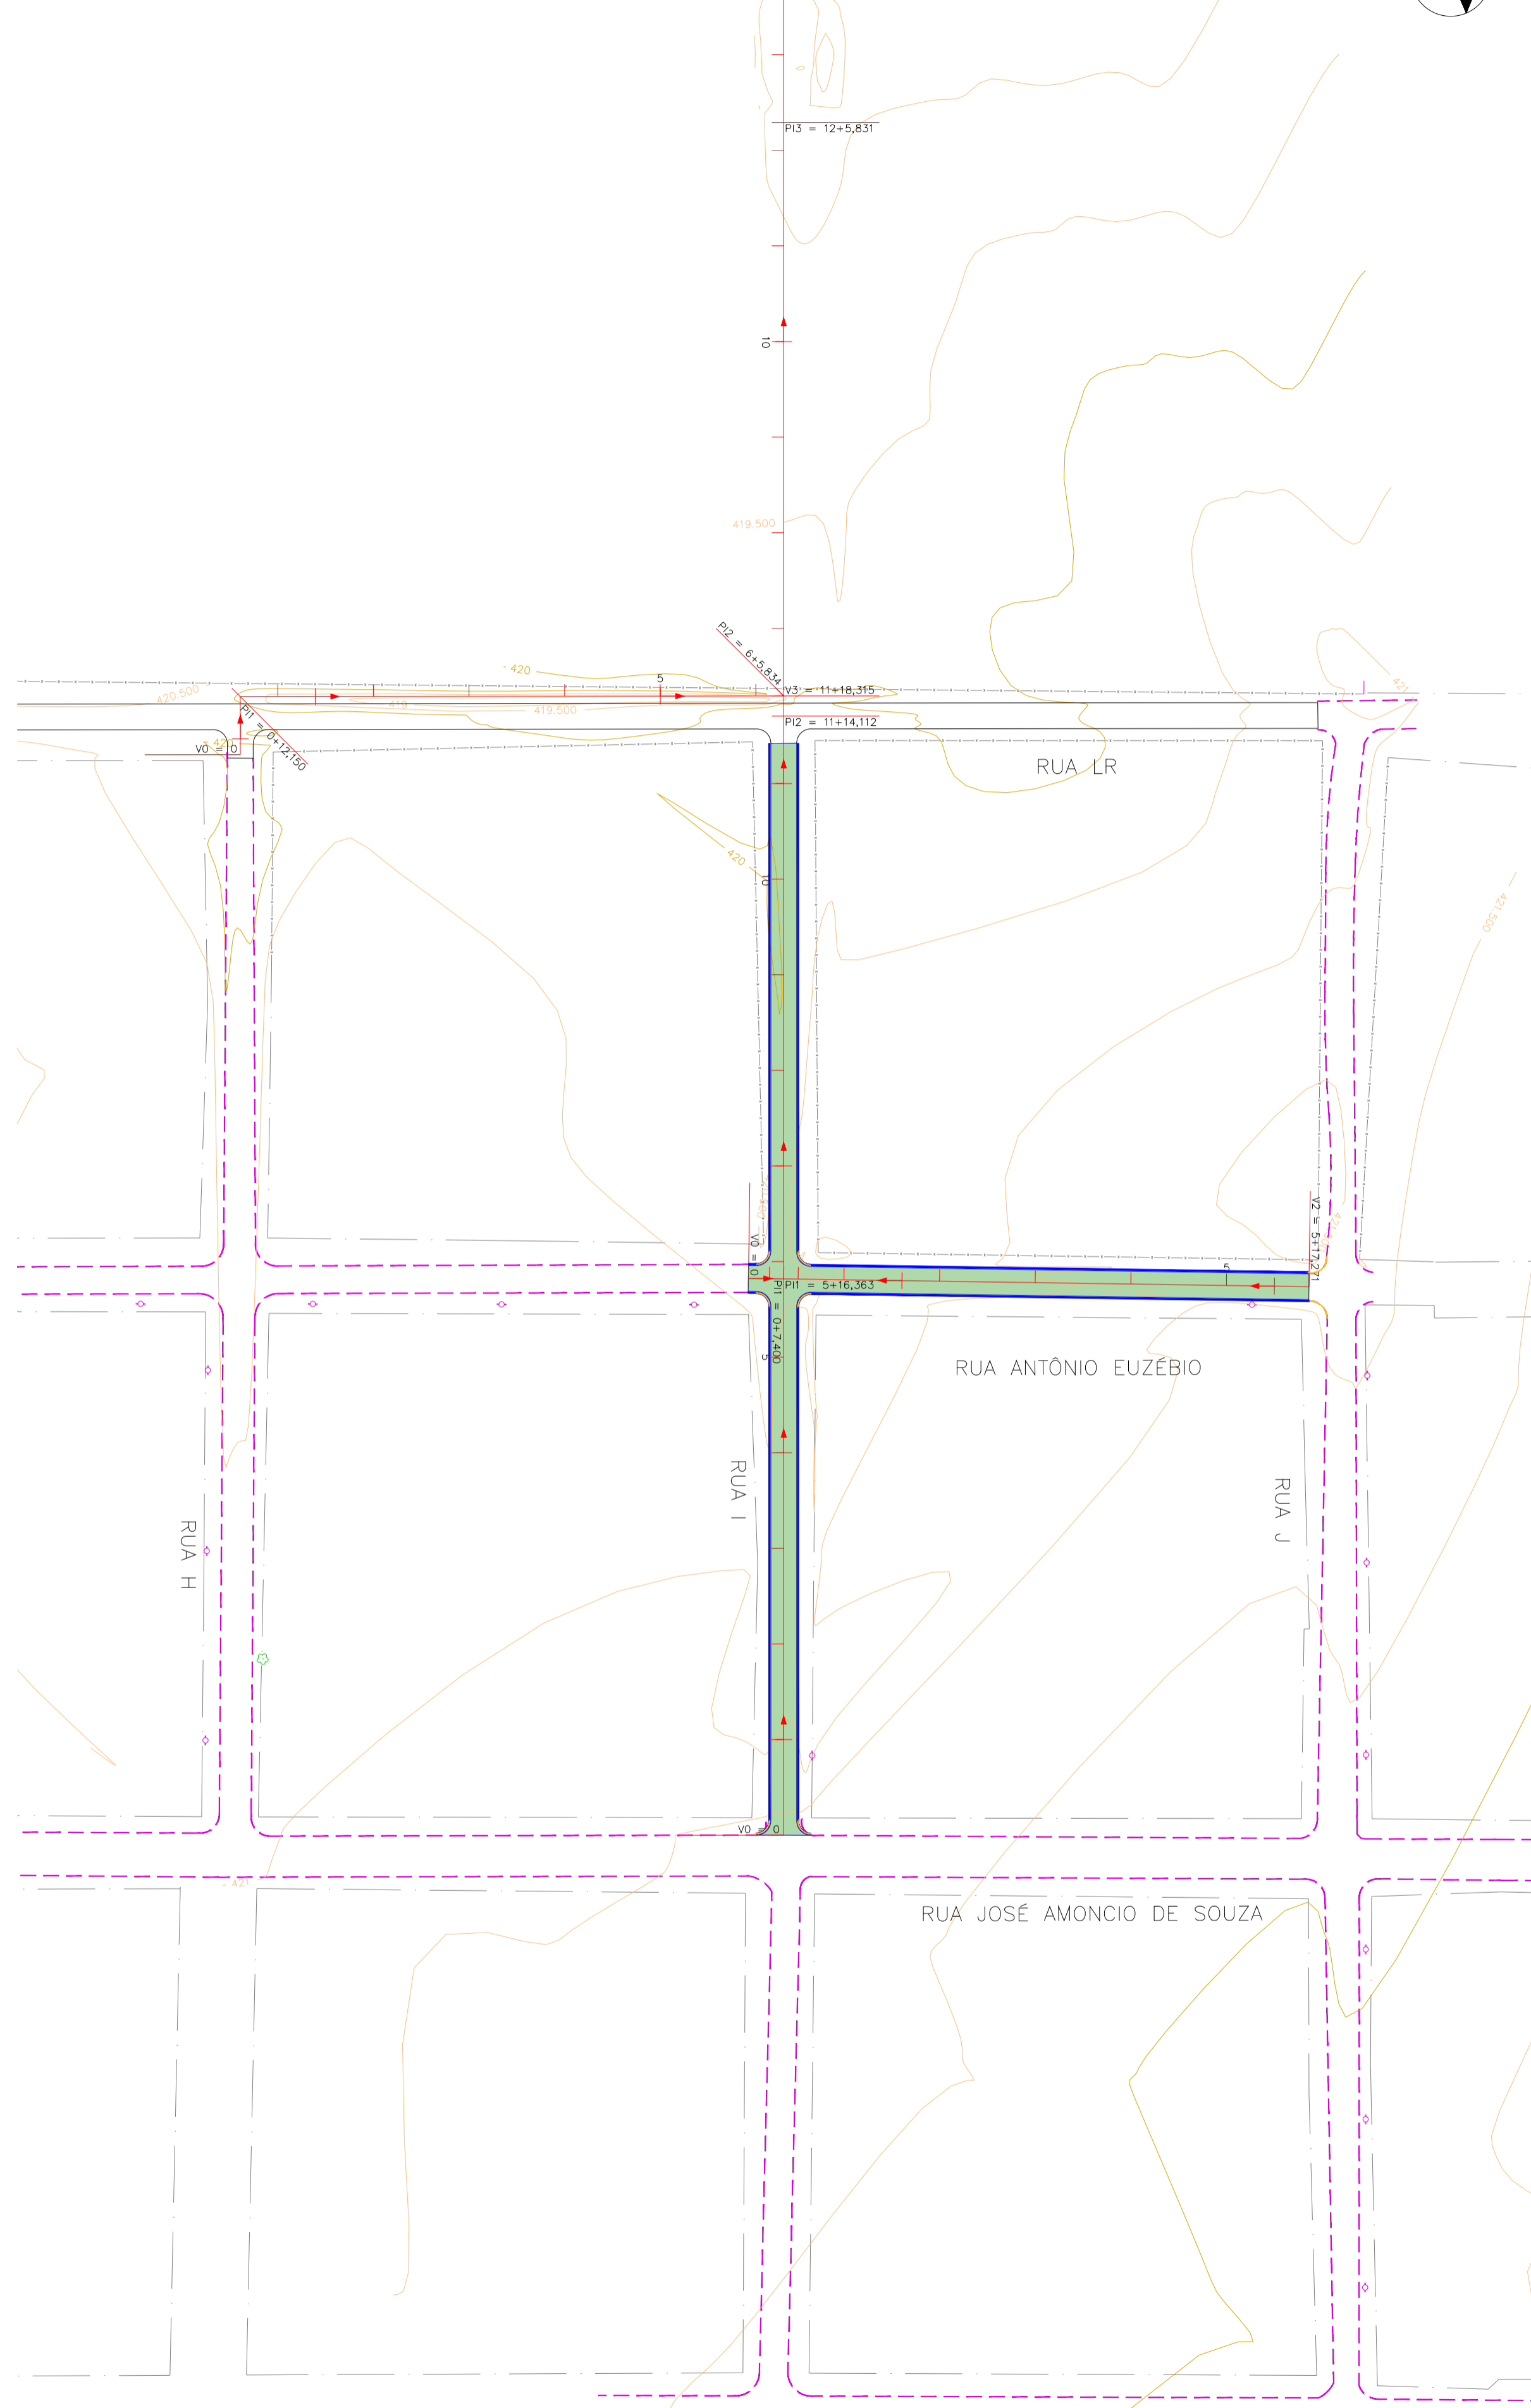 PI3 = 12+5,831
10
419.500
PI2 = 6+5,834
420
5
V3 = 11+18,315
420.500
419
419.500
421
PI1 = 0+12,150
PI2 = 11+14,112
V0 = 0
420
RUA LR
420
10
421.500
V0 = 0
V2 = 5+17,271
5
PI1 = 5+16,363
PI1 = 0+7,400
5
RUA ANTÔNIO EUZÉBIO
RUA I
RUA J
RUA H
V0 = 0
421
RUA JOSÉ AMONCIO DE SOUZA